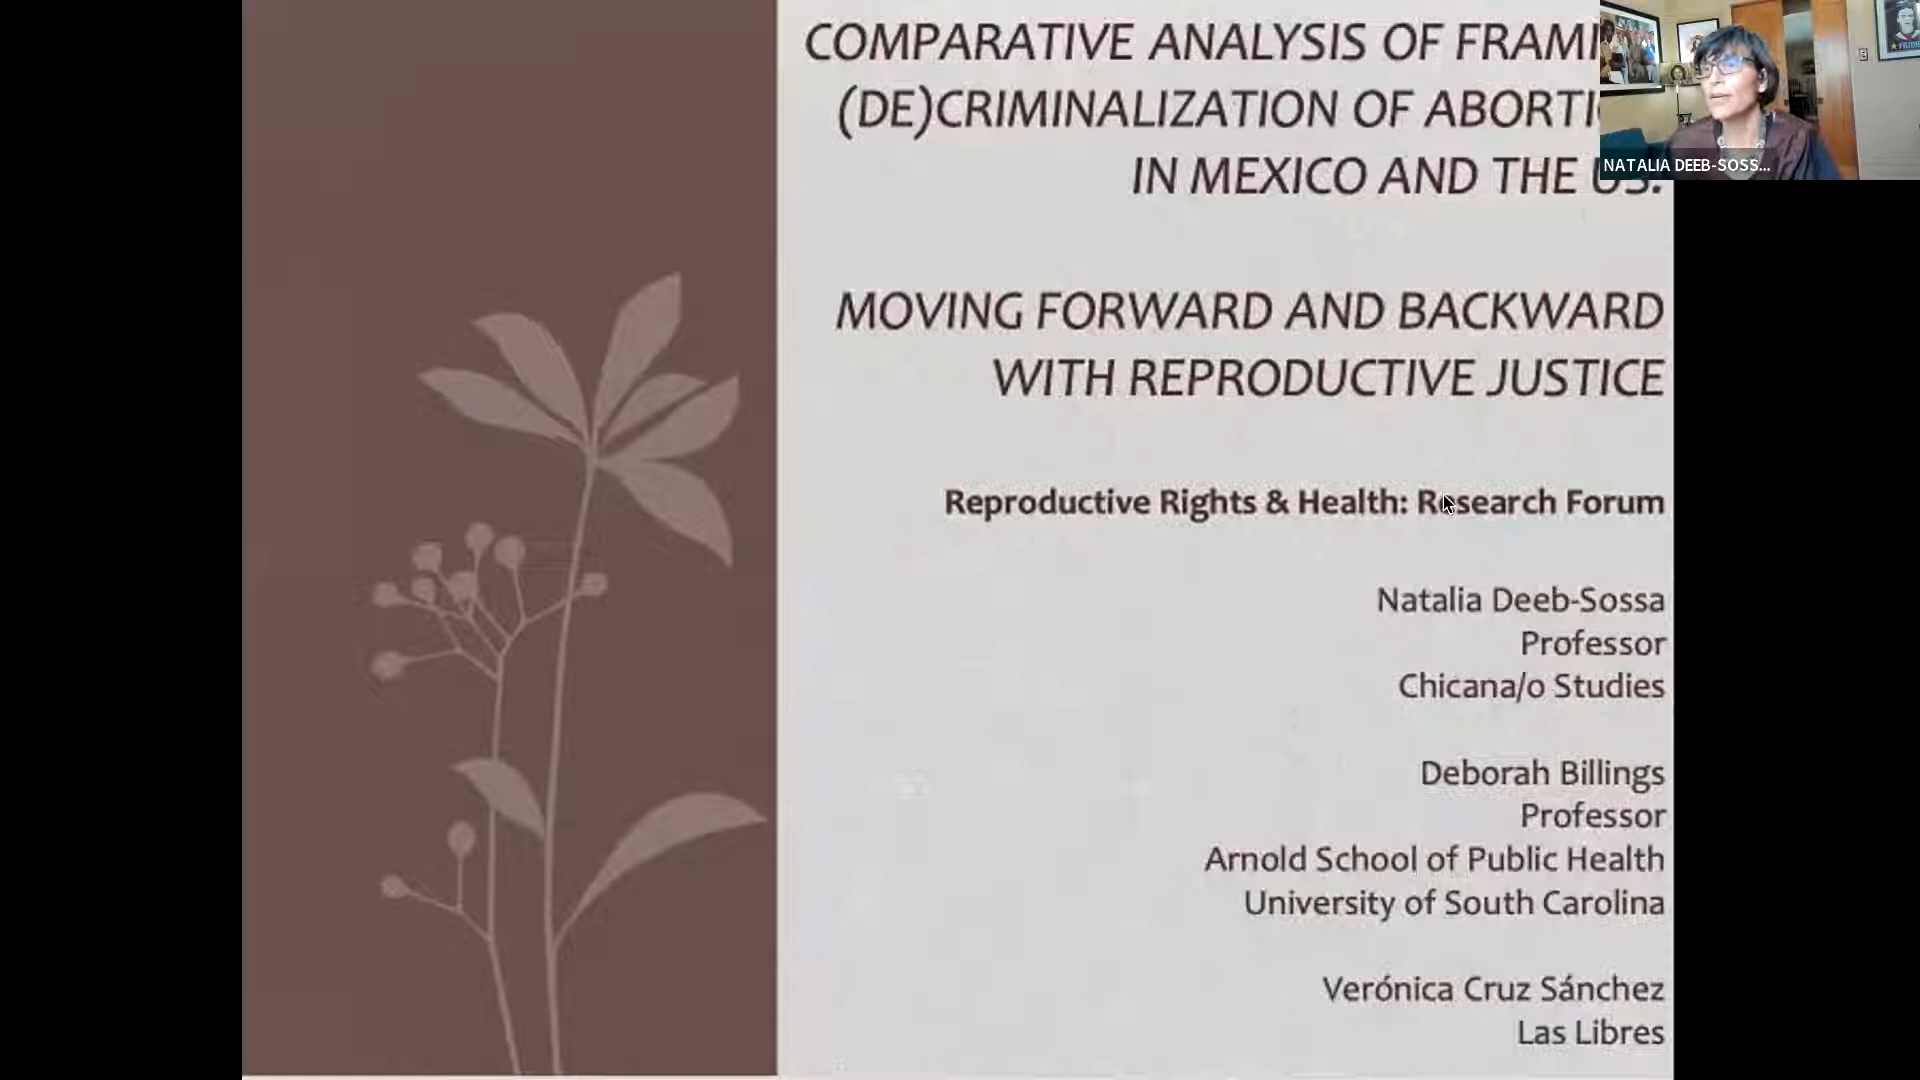 COMPARATIVE ANALYSIS OF
(DE)CRIMINALIZATION OF
IN MEXICO AND THE US.
MOVING FORWARD AND BACKWARD
WITH REPRODUCTIVE JUSTICE
Reproductive Rights & Health: Research Forum
Natalia Deeb-Sossa
Professor
Chicana/o Studies
Deborah Billings
Professor
Arnold School of Public Health
University of South Carolina
Verónica Cruz Sánchez
Las Libres
NATALIA DEEB-SOSS...